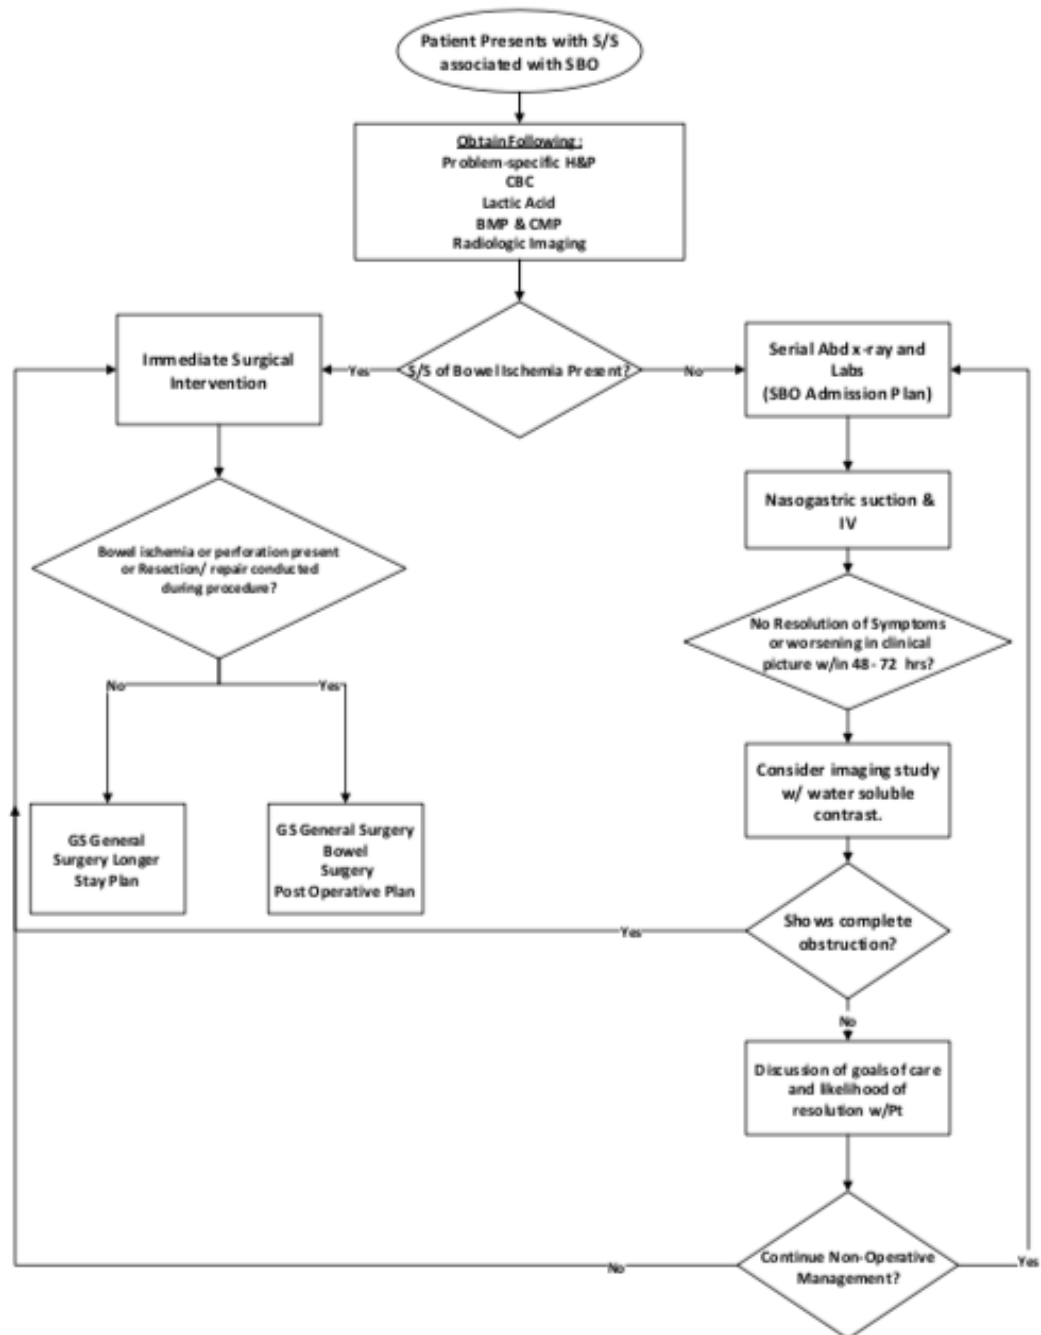 Patient Presents with S/S
associated with SBO
Obtain Following:
Problem-specific H&P
CBC
Lactic Acid
BMP & CMP
Radiologic Imaging
S/S of Bowel Ischemia Present?
Yes
No
Immediate Surgical
Intervention
Serial Abd x-ray and
Labs
(SBO Admission Plan)
Nasogastric suction &
IV
Bowel ischemia or perforation present
or Resection/ repair conducted
during procedure?
No Resolution of Symptoms
or worsening in clinical
picture w/in 48- 72 hrs?
No
Yes
Consider imaging study
w/ water soluble
contrast.
GS General
Surgery Longer
Stay Plan
GS General Surgery
Bowel
Surgery
Post Operative Plan
Shows complete
obstruction?
Yes
No
Discussion of goals of care
and likelihood of
resolution w/Pt
Continue Non-Operative
Management?
No
Yes